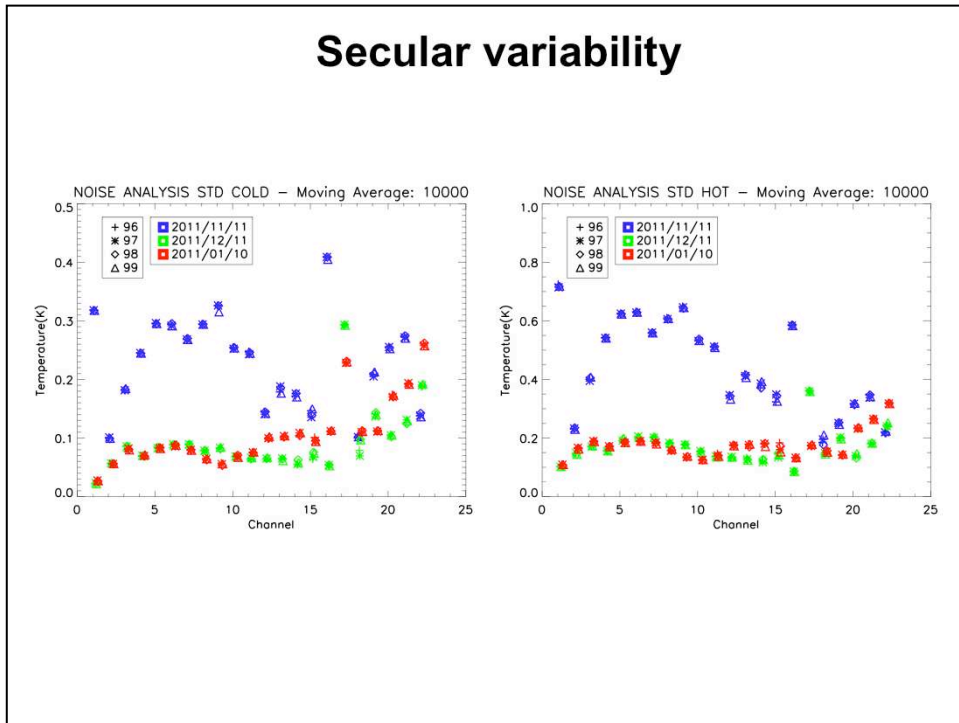 Secular variability
NOISE ANALYSIS STD COLD – Moving Average: 10000
0.5
0.4
0.3
0.2
0.1
0.0
Temperature(K)
+ 96
* 97
◇ 98
△ 99
2011/11/11
2011/12/11
2011/01/10
0 5 10 15 20 25
Channel
NOISE ANALYSIS STD HOT – Moving Average: 10000
1.0
0.8
0.6
0.4
0.2
0.0
Temperature(K)
+ 96
* 97
◇ 98
△ 99
2011/11/11
2011/12/11
2011/01/10
0 5 10 15 20 25
Channel